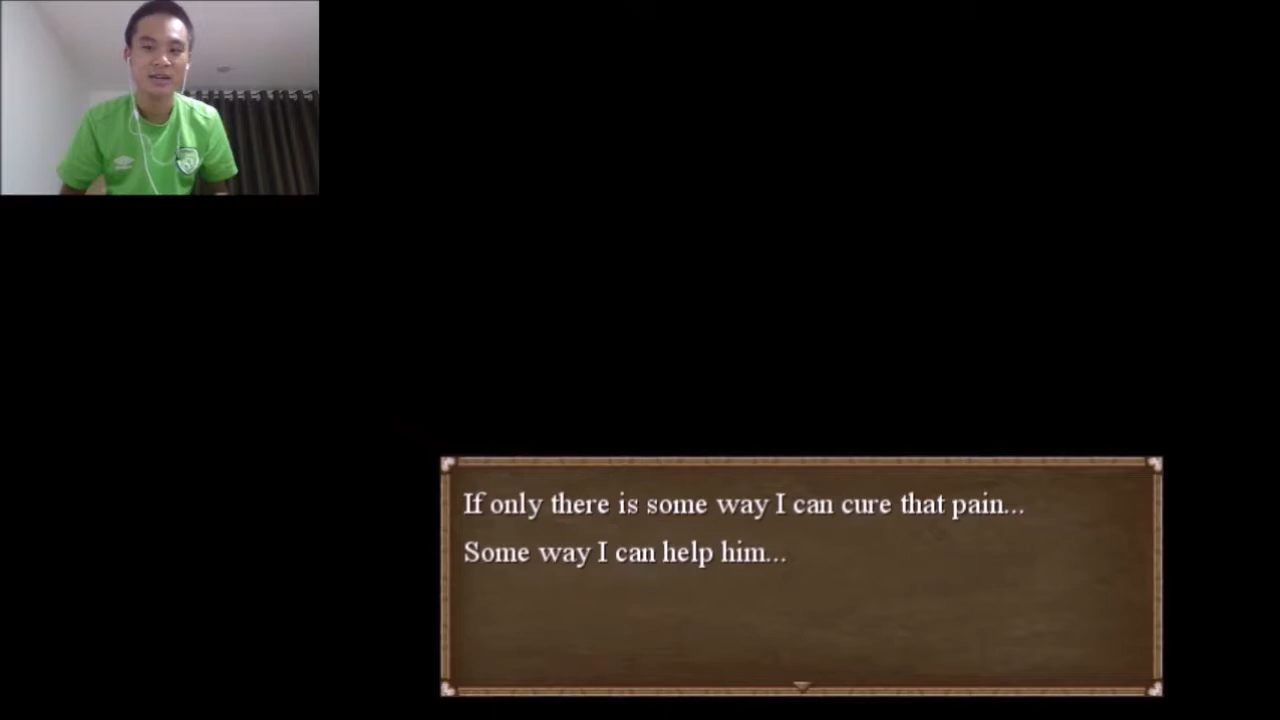 If only there is some way I can cure that pain...
Some way I can help him...